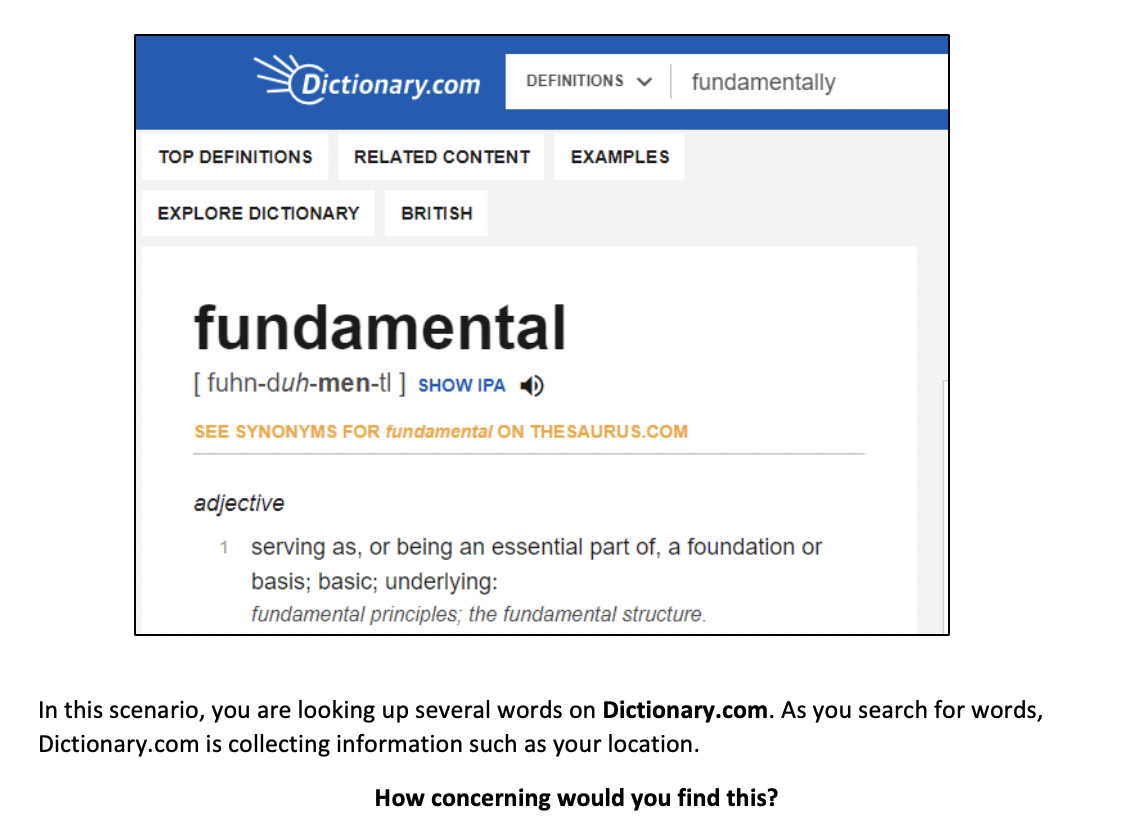 Dictionary.com DEFINITIONS fundamentally
TOP DEFINITIONS RELATED CONTENT EXAMPLES
EXPLORE DICTIONARY BRITISH
fundamental
[ fuhn-duh-men-tl ] SHOW IPA
SEE SYNONYMS FOR fundamental ON THESAURUS.COM
adjective
1 serving as, or being an essential part of, a foundation or
basis; basic; underlying:
fundamental principles; the fundamental structure.
In this scenario, you are looking up several words on Dictionary.com. As you search for words,
Dictionary.com is collecting information such as your location.
How concerning would you find this?